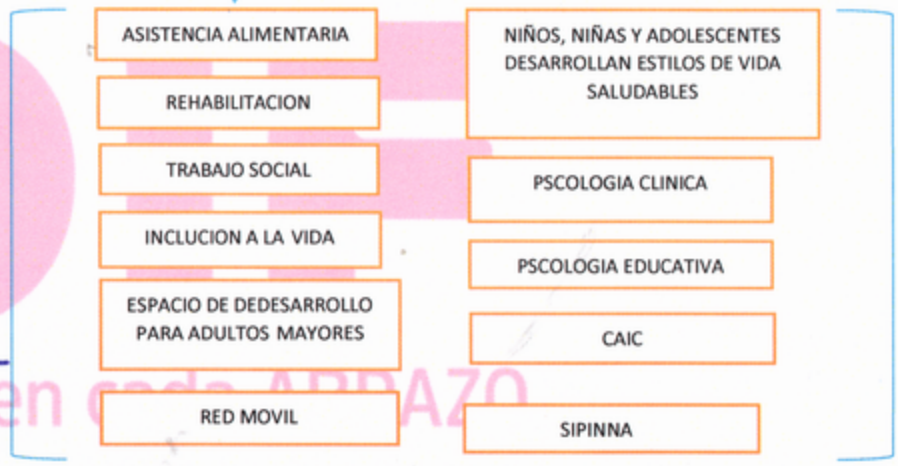 ASISTENCIA ALIMENTARIA
REHABILITACION
TRABAJO SOCIAL
INCLUCION A LA VIDA
ESPACIO DE DEDESARROLLO
PARA ADULTOS MAYORES
RED MOVIL
NIÑOS, NIÑAS Y ADOLESCENTES
DESARROLLAN ESTILOS DE VIDA
SALUDABLES
PSCOLOGIA CLINICA
PSCOLOGIA EDUCATIVA
CAIC
SIPINNA
en cada ABRAZO